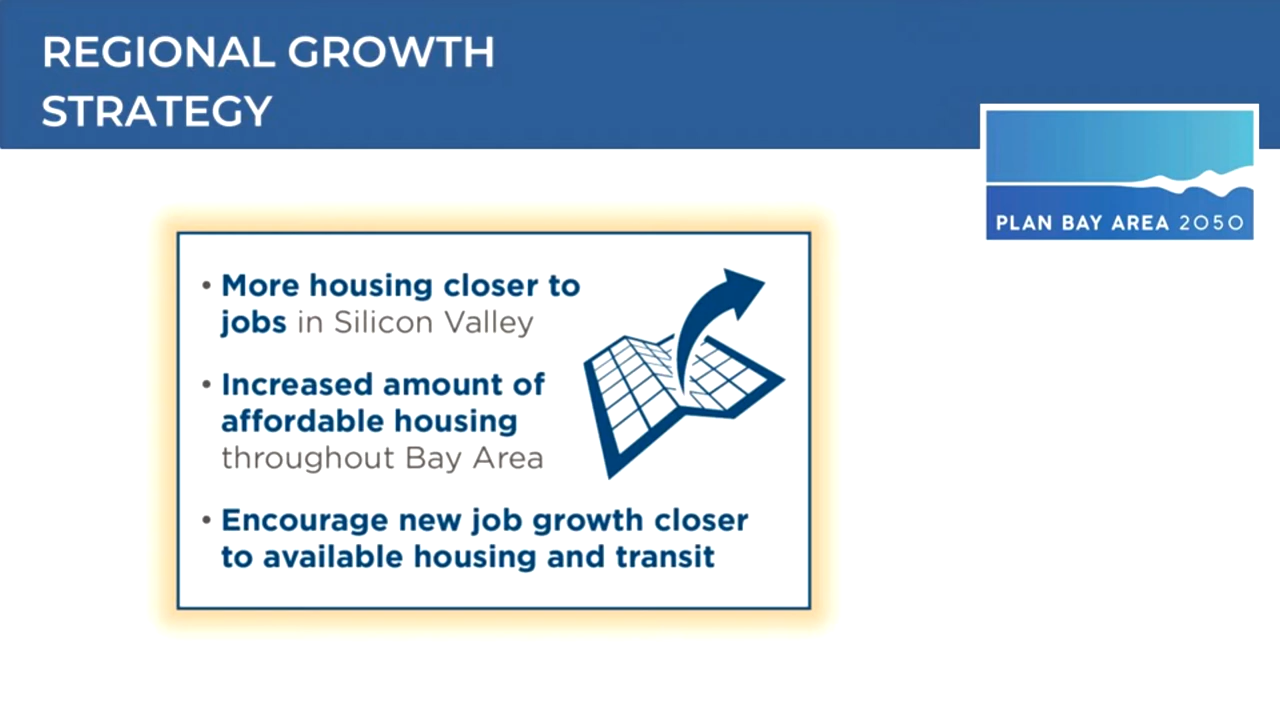 REGIONAL GROWTH
STRATEGY
PLAN BAY AREA 2050
• More housing closer to
jobs in Silicon Valley
• Increased amount of
affordable housing
throughout Bay Area
• Encourage new job growth closer
to available housing and transit